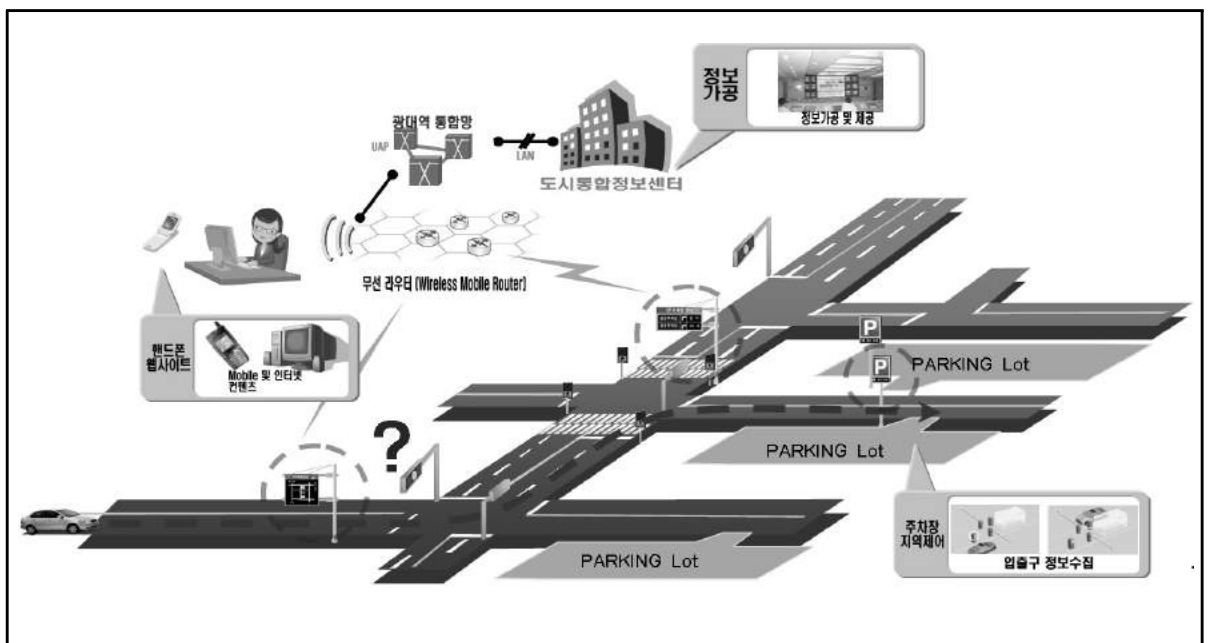 정보
가공
정보가공 및 제공
광대역 통합망
UAP
LAN
도시통합정보센터
무선 라우터 (Wireless Mobile Router)
핸드폰
웹사이트
Mobile 및 인터넷
컨텐츠
?
P
P
PARKING Lot
PARKING Lot
PARKING Lot
주차장
지역제어
입출구 정보수집